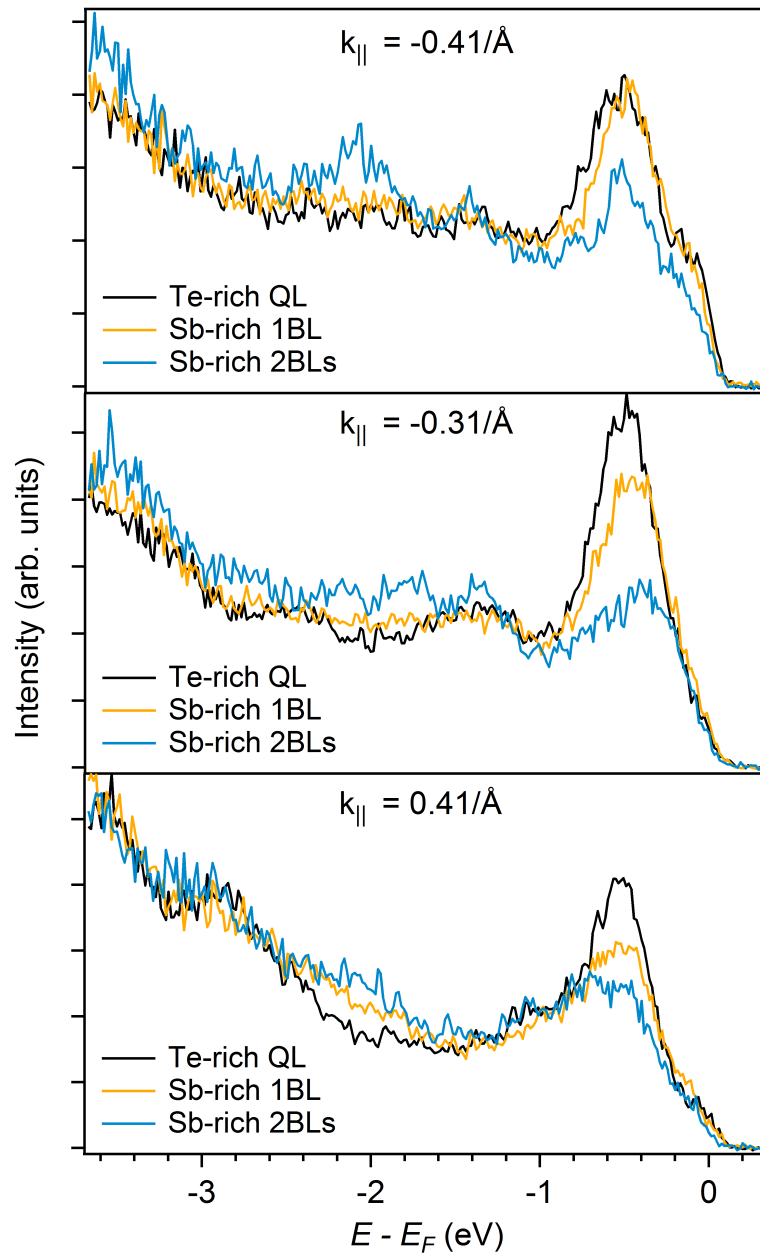 k|| = -0.41/Å
Te-rich QL
Sb-rich 1BL
Sb-rich 2BLs
k|| = -0.31/Å
Te-rich QL
Sb-rich 1BL
Sb-rich 2BLs
Intensity (arb. units)
k|| = 0.41/Å
Te-rich QL
Sb-rich 1BL
Sb-rich 2BLs
-3 -2 -1 0
E - EF (eV)